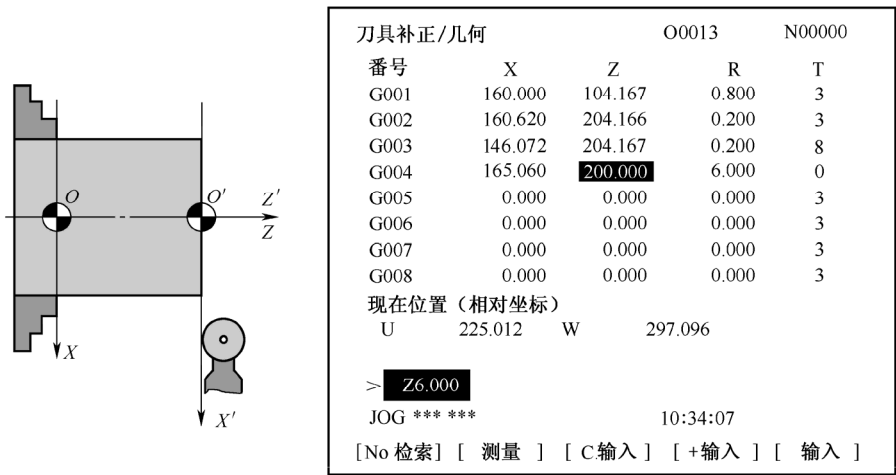 O
O′
Z′
Z
X
X′
刀具补正/几何 O0013 N00000
番号 X Z R T
G001 160.000 104.167 0.800 3
G002 160.620 204.166 0.200 3
G003 146.072 204.167 0.200 8
G004 165.060 200.000 6.000 0
G005 0.000 0.000 0.000 3
G006 0.000 0.000 0.000 3
G007 0.000 0.000 0.000 3
G008 0.000 0.000 0.000 3
现在位置（相对坐标）
U 225.012 W 297.096
> Z6.000
JOG *** *** 10:34:07
[No 检索] [ 测量 ] [ C.输入 ] [ +输入 ] [ 输入 ]